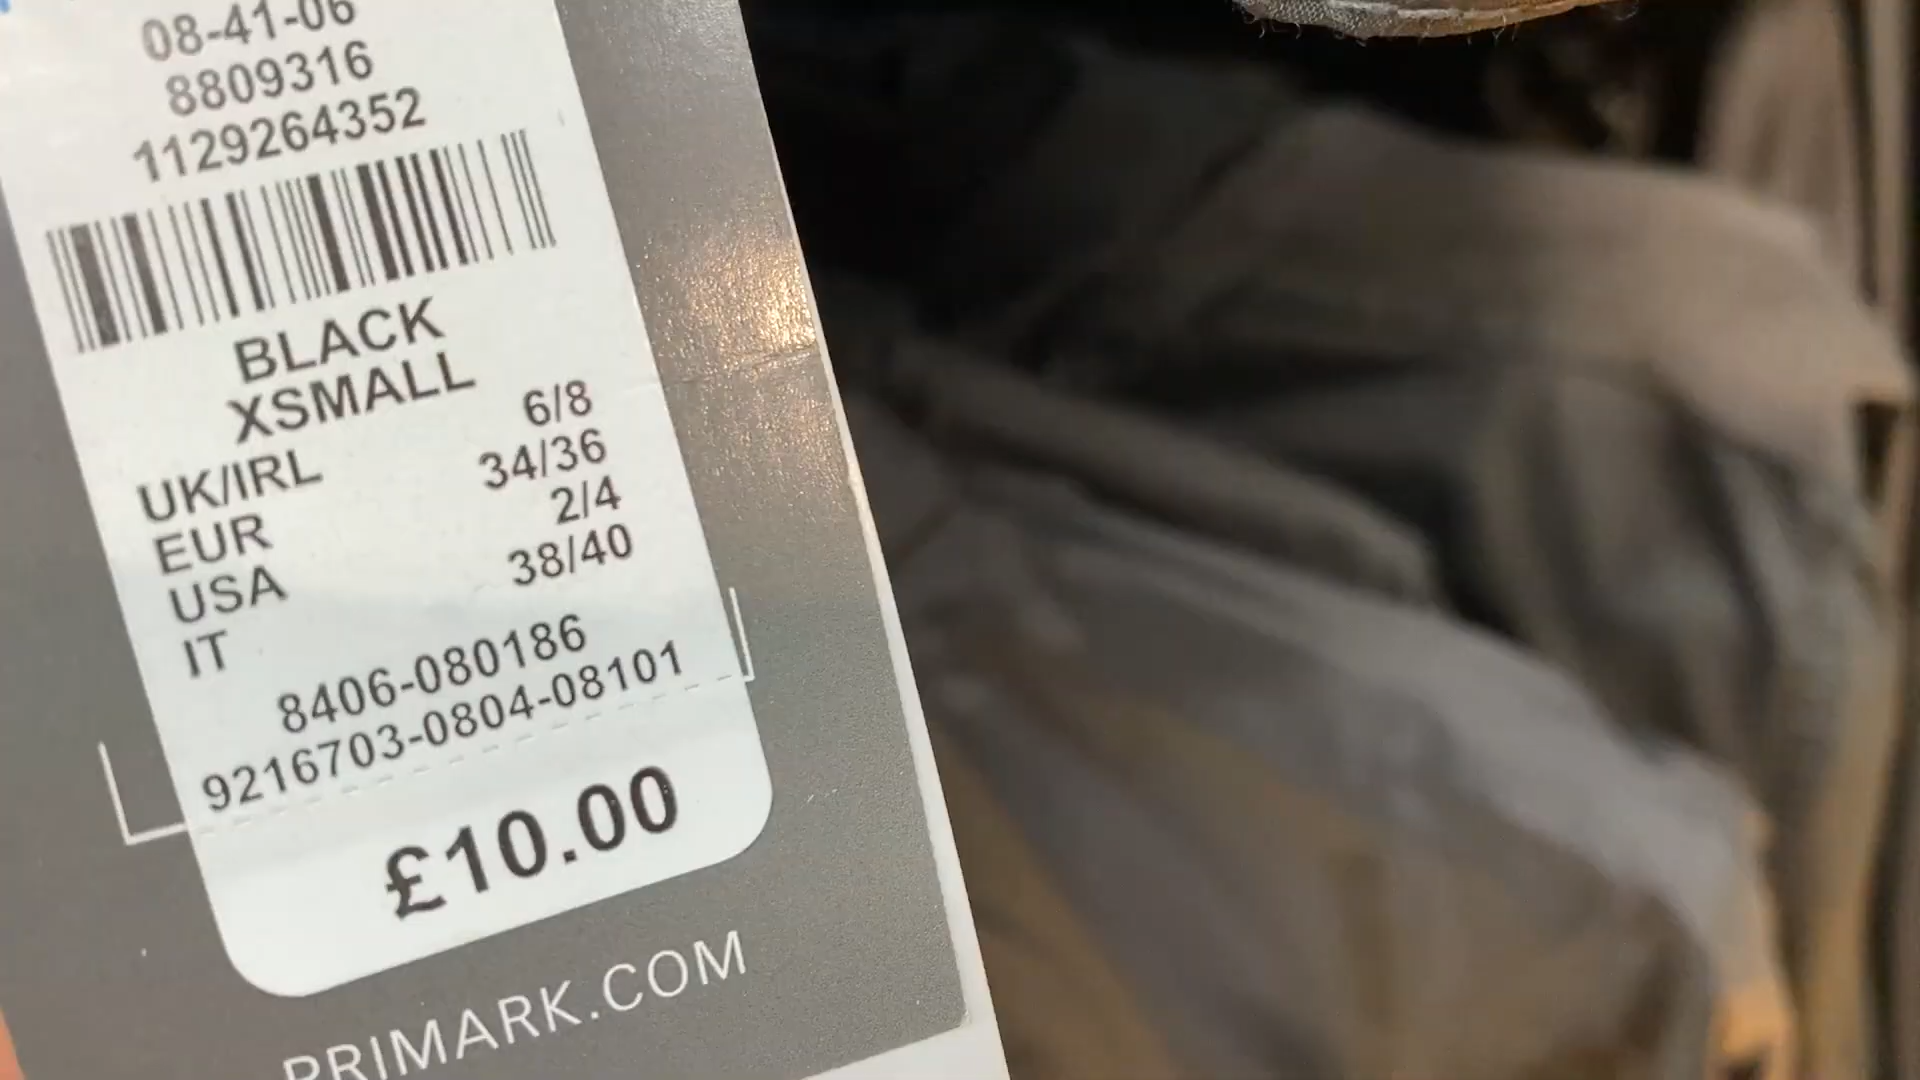 08-41-06
8809316
1129264352
BLACK
XSMALL
UK/IRL 6/8
EUR 34/36
USA 2/4
IT 38/40
8406-080186
9216703-0804-08101
£10.00
PRIMARK.COM